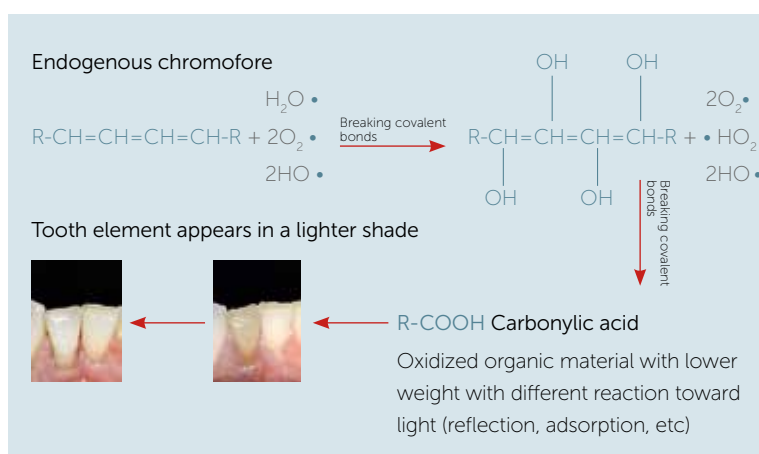 Endogenous chromofore
H₂O •
R-CH=CH=CH=CH-R + 2O₂ •
2HO •
Breaking covalent
bonds
OH OH
R-CH=CH=CH=CH-R + • HO₂
OH OH
2O₂•
2HO •
Breaking covalent
bonds
Tooth element appears in a lighter shade
R-COOH Carbonylic acid
Oxidized organic material with lower
weight with different reaction toward
light (reflection, adsorption, etc)